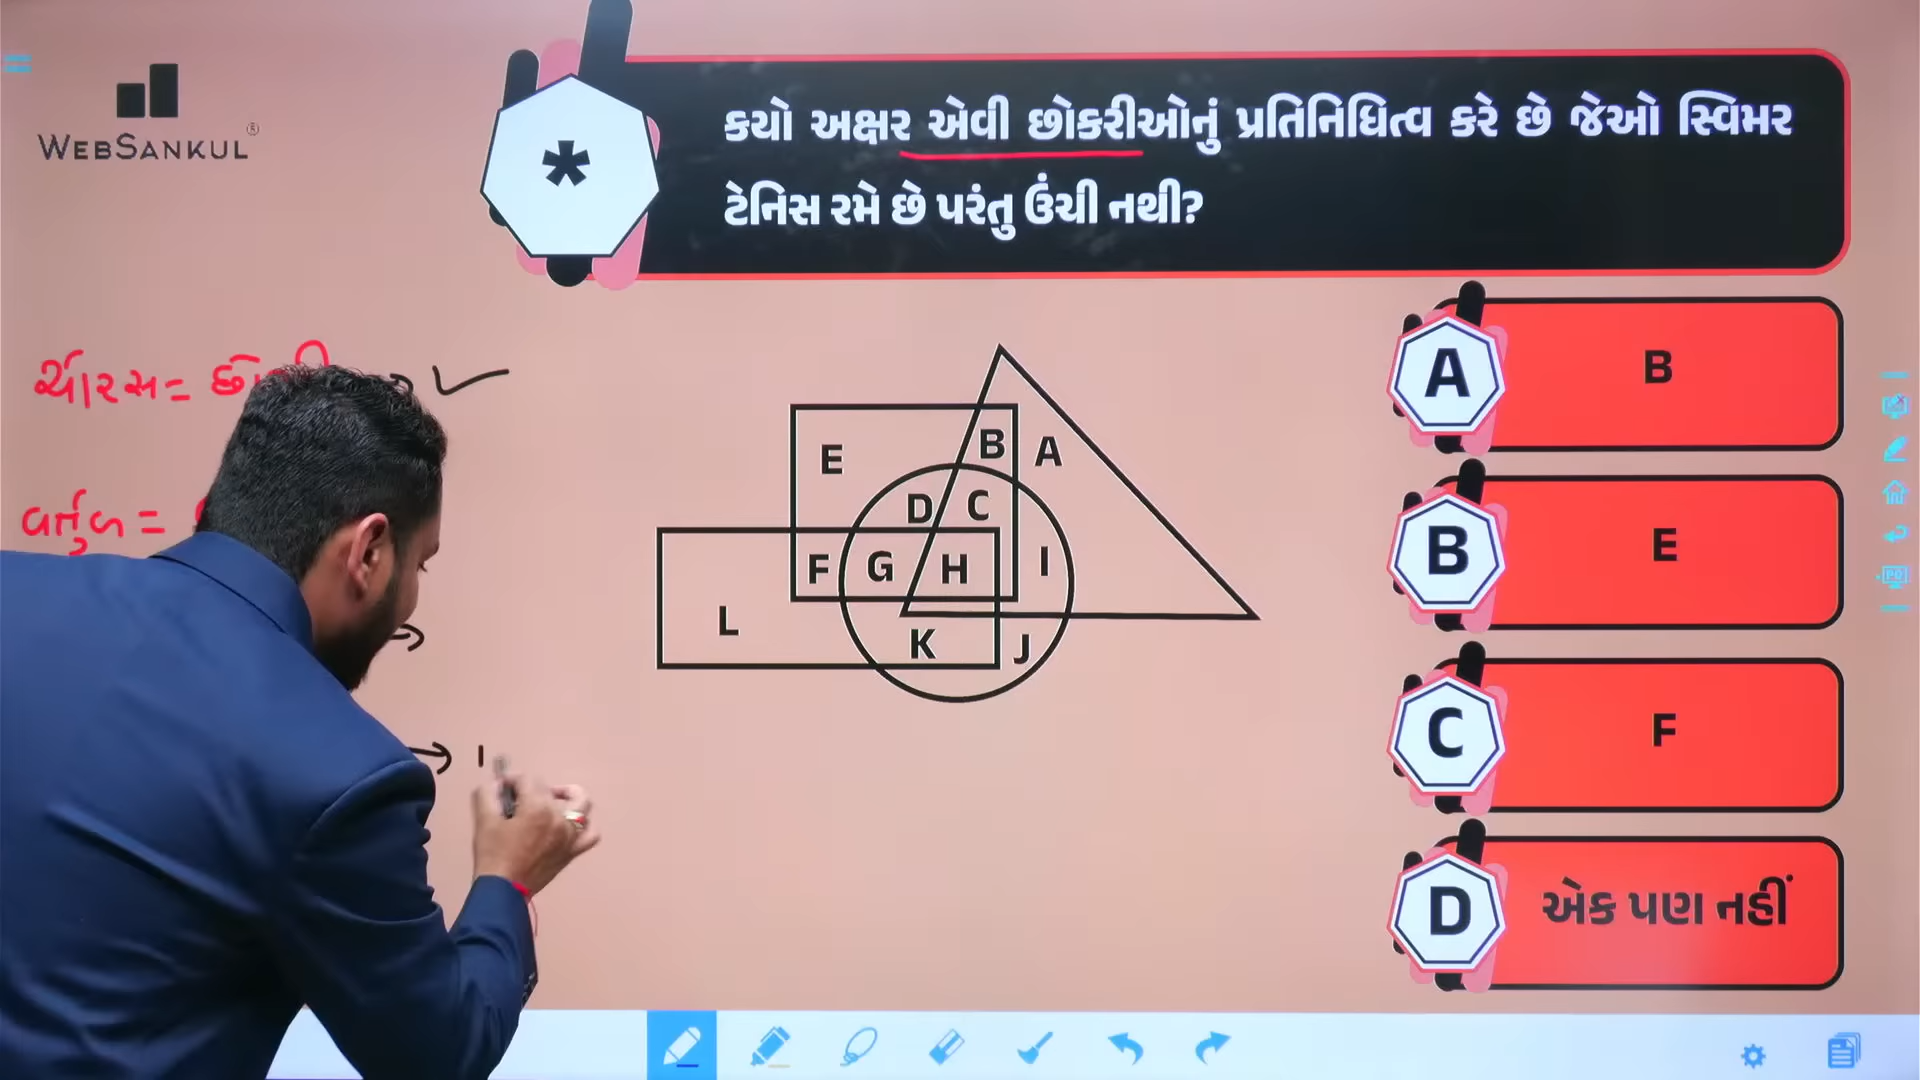 WEBSANKUL®
*
કયો અક્ષર એવી છોકરીઓનું પ્રતિનિધિત્વ કરે છે જેઓ સ્વિમર
ટેનિસ રમે છે પરંતુ ઉંચી નથી?
ચોરસ =
વર્તુળ =
E
B
A
D
C
F
G
H
I
L
K
J
A
B
B
E
C
F
D
એક પણ નહીં